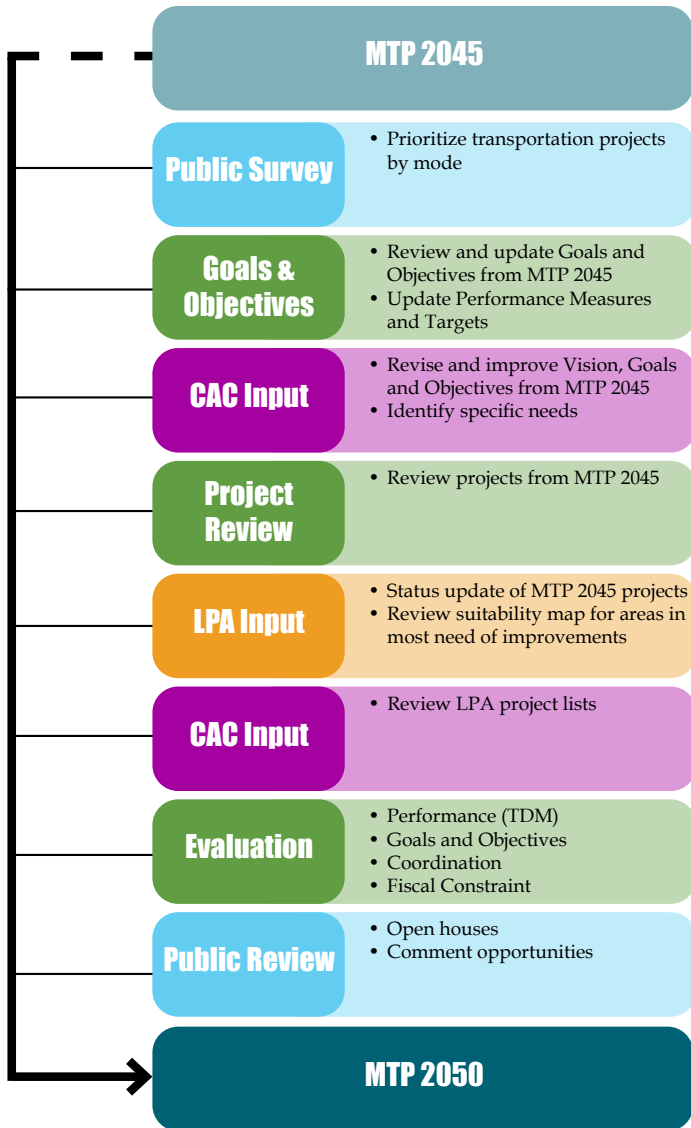 MTP 2045
Public Survey
• Prioritize transportation projects
by mode
Goals &
Objectives
• Review and update Goals and
Objectives from MTP 2045
• Update Performance Measures
and Targets
CAC Input
• Revise and improve Vision, Goals
and Objectives from MTP 2045
• Identify specific needs
Project
Review
• Review projects from MTP 2045
LPA Input
• Status update of MTP 2045 projects
• Review suitability map for areas in
most need of improvements
CAC Input
• Review LPA project lists
Evaluation
• Performance (TDM)
• Goals and Objectives
• Coordination
• Fiscal Constraint
Public Review
• Open houses
• Comment opportunities
MTP 2050